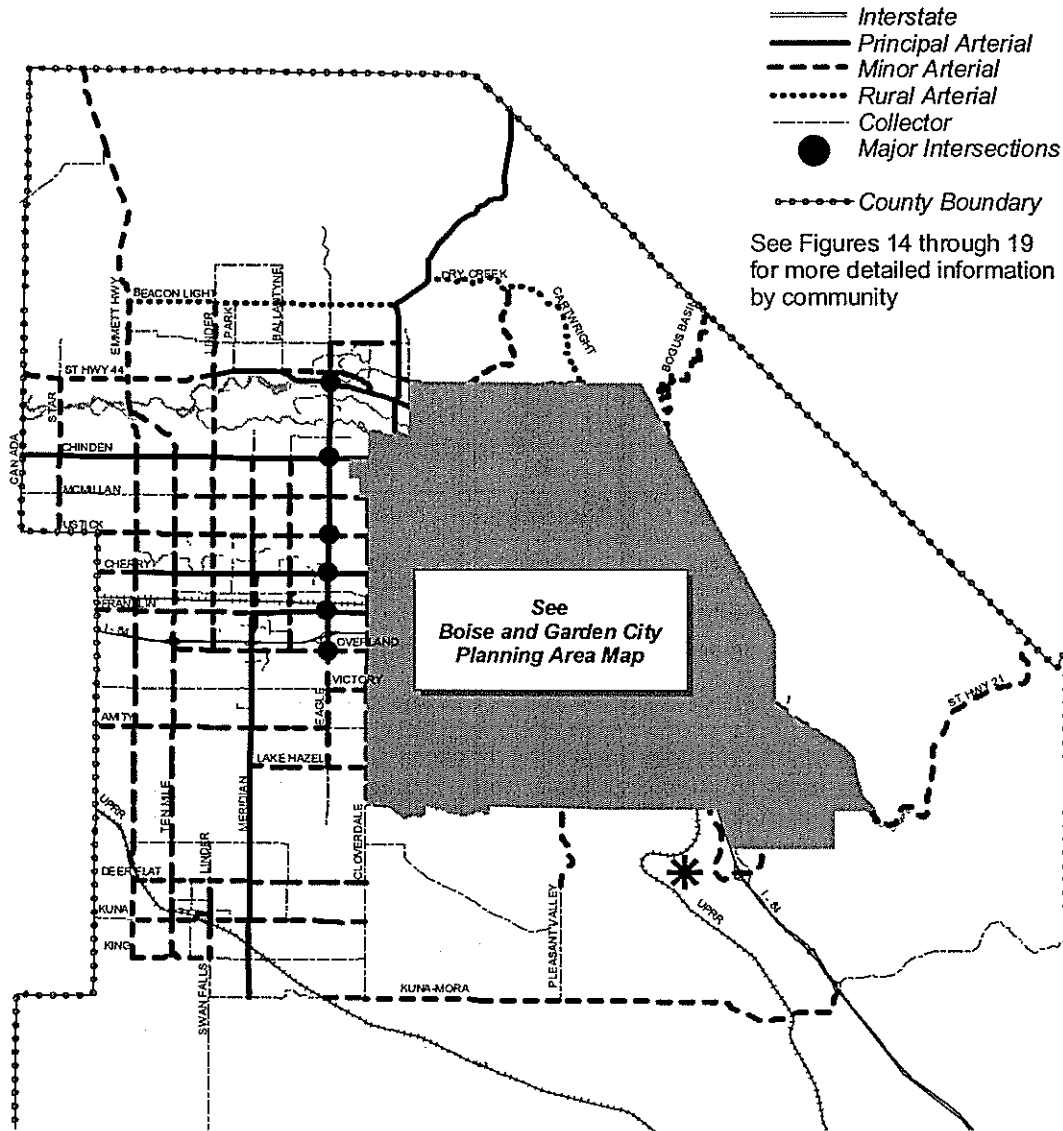 Interstate
Principal Arterial
Minor Arterial
Rural Arterial
Collector
Major Intersections
County Boundary
See Figures 14 through 19
for more detailed information
by community
DRY CREEK
CARTWRIGHT
BOGUS BASIN
BEACON LIGHT
EMMETT HWY
LINDER
PARK
BALLANTYNE
ST HWY 44
STAR
CAN ADA
CHINDEN
MCMILLAN
USTICK
CHERRY
FRANKLIN
I-84
OVERLAND
VICTORY
EAGLE
AMITY
LAKE HAZEL
See
Boise and Garden City
Planning Area Map
ST HWY 21
UPRR
TEN MILE
MERIDIAN
LINDER
CLOVERDALE
DEER FLAT
KUNA
KING
SWAN FALLS
PLEASANT VALLEY
UPRR
I-84
KUNA-MORA